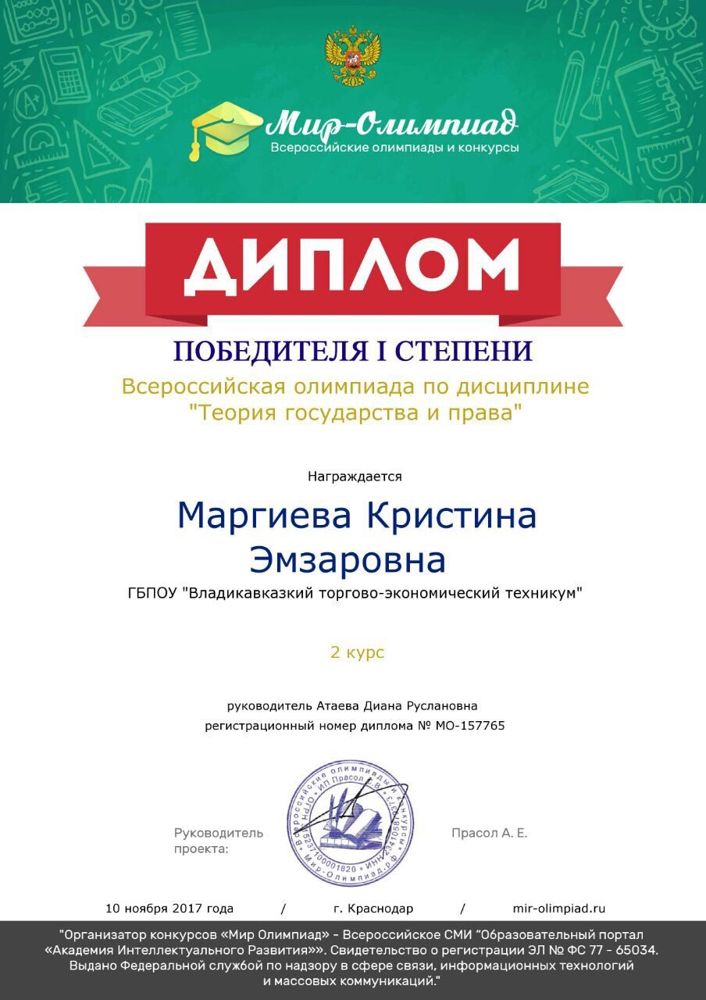 Мир-Олимпиад
Всероссийские олимпиады и конкурсы
ДИПЛОМ
ПОБЕДИТЕЛЯ I СТЕПЕНИ
Всероссийская олимпиада по дисциплине
"Теория государства и права"
Награждается
Маргиева Кристина
Эмзаровна
ГБПОУ "Владикавказкий торгово-экономический техникум"
2 курс
руководитель Атаева Диана Руслановна
регистрационный номер диплома № МО-157765
Всероссийские олимпиады и конкурсы
Мир-Олимпиад.рф
ИП Прасол
ОГРН
ИНН
Руководитель
проекта:
Прасол А. Е.
10 ноября 2017 года / г. Краснодар / mir-olimpiad.ru
"Организатор конкурсов «Мир Олимпиад» - Всероссийское СМИ “Образовательный портал
«Академия Интеллектуального Развития»». Свидетельство о регистрации ЭЛ № ФС 77 - 65034.
Выдано Федеральной службой по надзору в сфере связи, информационных технологий
и массовых коммуникаций."